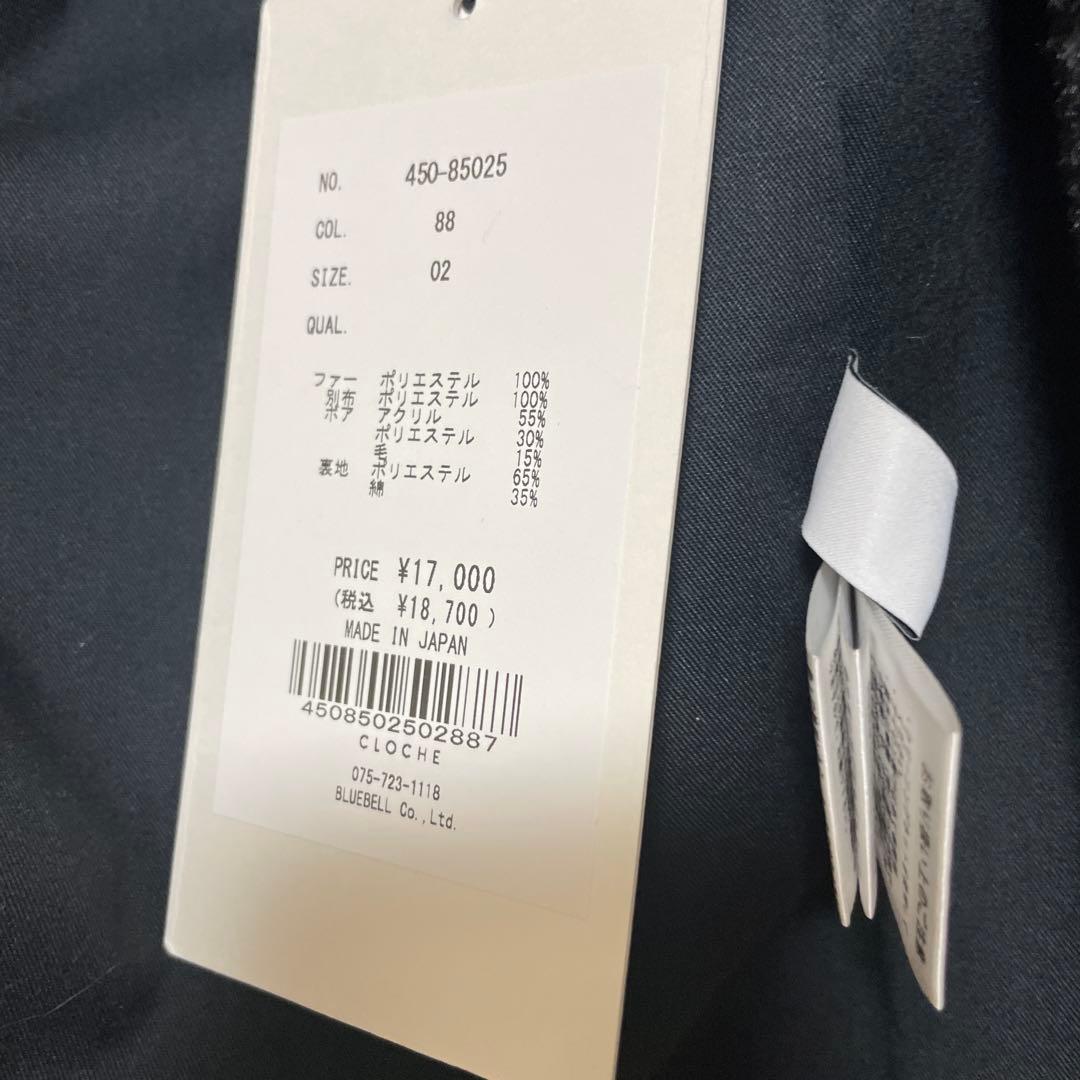 NO. 450-85025
COL. 88
SIZE. 02
QUAL.
ファー ポリエステル 100%
別布 ポリエステル 100%
ボア アクリル 55%
ポリエステル 30%
毛 15%
裏地 ポリエステル 65%
綿 35%
PRICE ¥17,000
(税込 ¥18,700 )
MADE IN JAPAN
4508502502887
CLOCHE
075-723-1118
BLUEBELL Co.,Ltd.